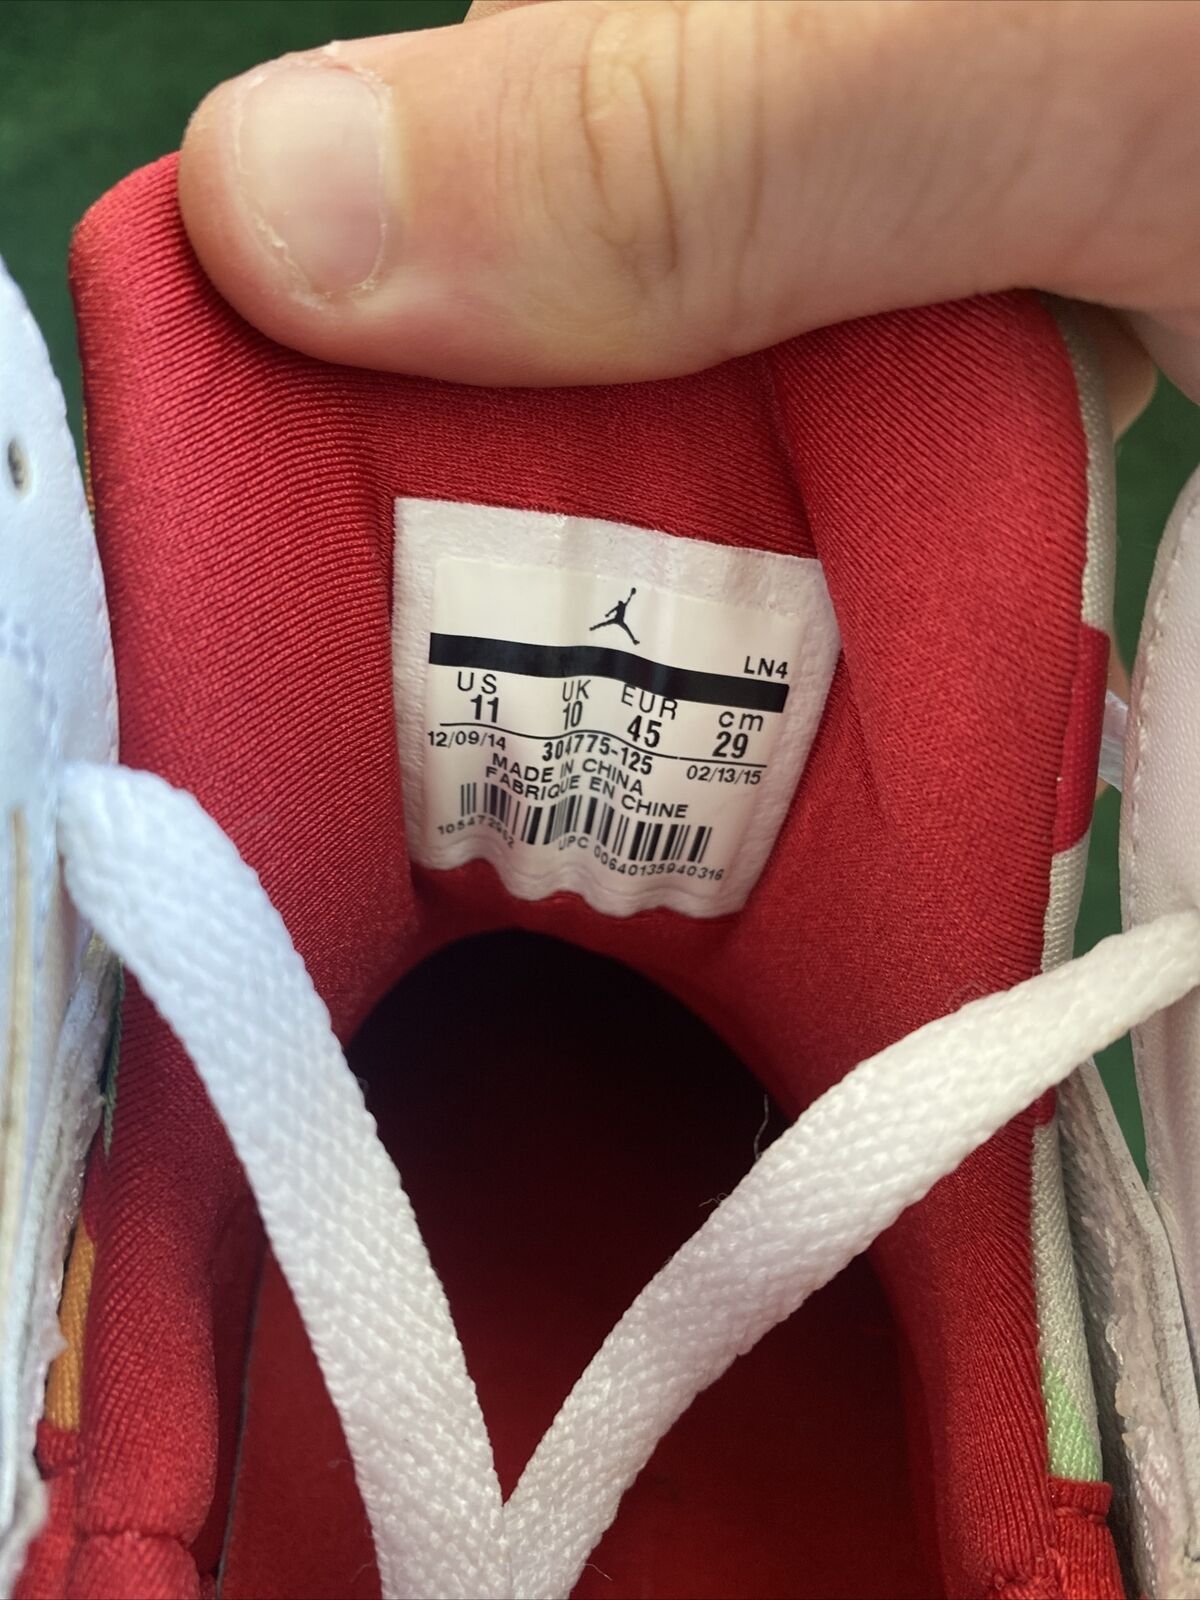 LN4
US UK EUR cm
11 10 45 29
12/09/14 304775-125 02/13/15
MADE IN CHINA
FABRIQUE EN CHINE
UPC 00640135940316